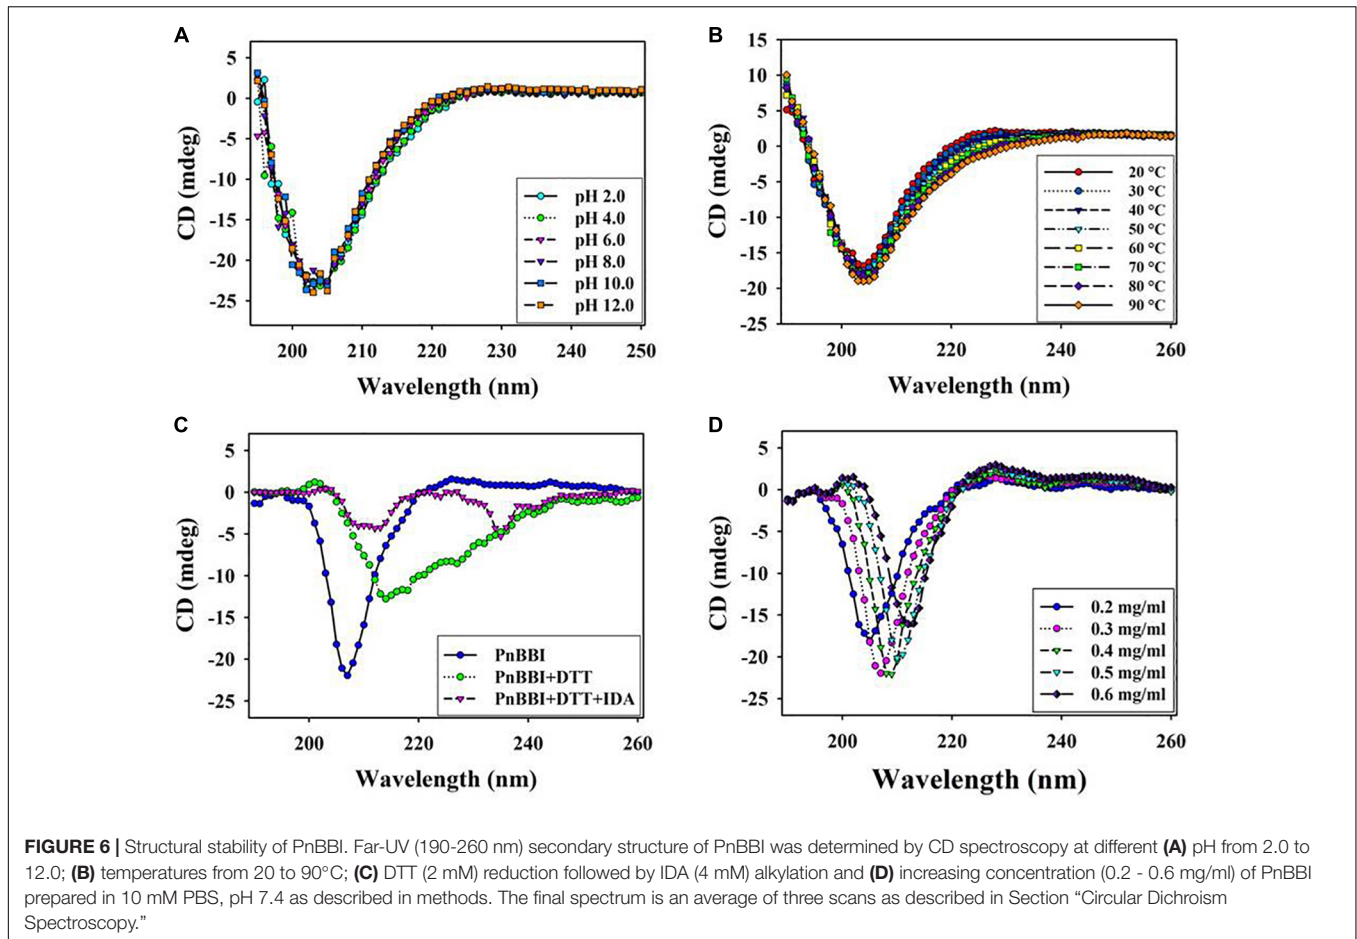 A
5
0
-5
-10
-15
-20
-25
CD (mdeg)
pH 2.0
pH 4.0
pH 6.0
pH 8.0
pH 10.0
pH 12.0
200 210 220 230 240 250
Wavelength (nm)
B
15
10
5
0
-5
-10
-15
-20
-25
CD (mdeg)
20 °C
30 °C
40 °C
50 °C
60 °C
70 °C
80 °C
90 °C
200 220 240 260
Wavelength (nm)
C
5
0
-5
-10
-15
-20
-25
CD (mdeg)
PnBBI
PnBBI+DTT
PnBBI+DTT+IDA
200 220 240 260
Wavelength (nm)
D
5
0
-5
-10
-15
-20
-25
CD (mdeg)
0.2 mg/ml
0.3 mg/ml
0.4 mg/ml
0.5 mg/ml
0.6 mg/ml
200 220 240 260
Wavelength (nm)
FIGURE 6 | Structural stability of PnBBI. Far-UV (190-260 nm) secondary structure of PnBBI was determined by CD spectroscopy at different (A) pH from 2.0 to
12.0; (B) temperatures from 20 to 90°C; (C) DTT (2 mM) reduction followed by IDA (4 mM) alkylation and (D) increasing concentration (0.2 - 0.6 mg/ml) of PnBBI
prepared in 10 mM PBS, pH 7.4 as described in methods. The final spectrum is an average of three scans as described in Section “Circular Dichroism
Spectroscopy.”